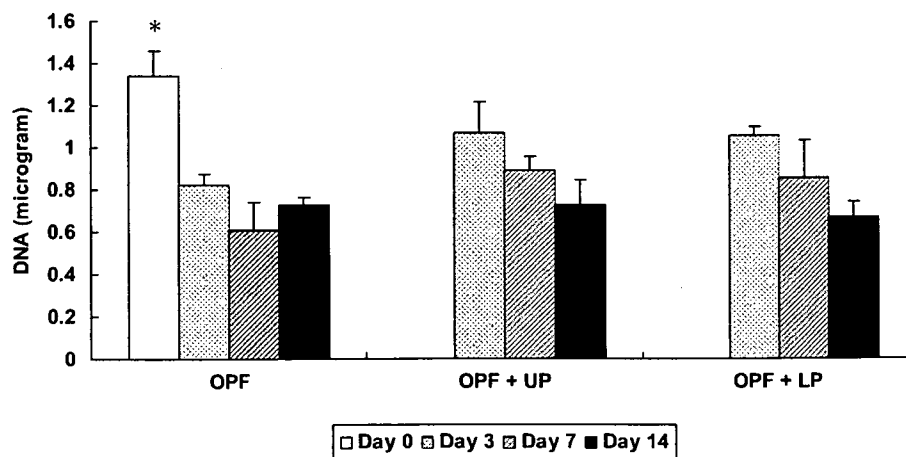 DNA (microgram)
1.6
1.4
1.2
1
0.8
0.6
0.4
0.2
0
*
OPF
OPF + UP
OPF + LP
Day 0 Day 3 Day 7 Day 14